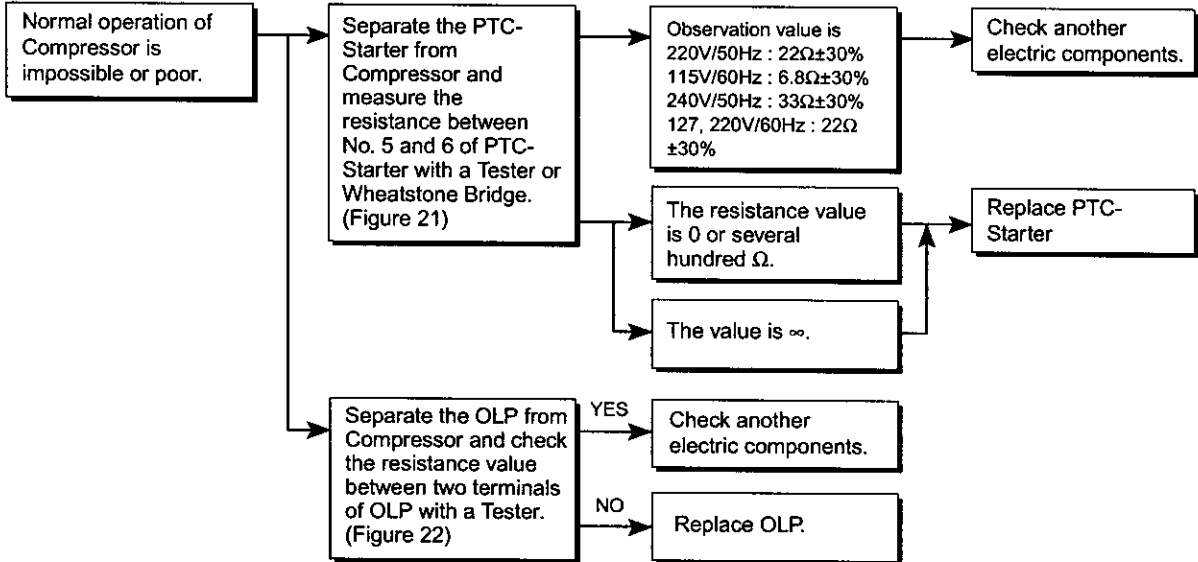 Normal operation of
Compressor is
impossible or poor.
Separate the PTC-
Starter from
Compressor and
measure the
resistance between
No. 5 and 6 of PTC-
Starter with a Tester or
Wheatstone Bridge.
(Figure 21)
Observation value is
220V/50Hz : 22Ω±30%
115V/60Hz : 6.8Ω±30%
240V/50Hz : 33Ω±30%
127, 220V/60Hz : 22Ω
±30%
Check another
electric components.
The resistance value
is 0 or several
hundred Ω.
The value is ∞.
Replace PTC-
Starter
Separate the OLP from
Compressor and check
the resistance value
between two terminals
of OLP with a Tester.
(Figure 22)
YES
Check another
electric components.
NO
Replace OLP.